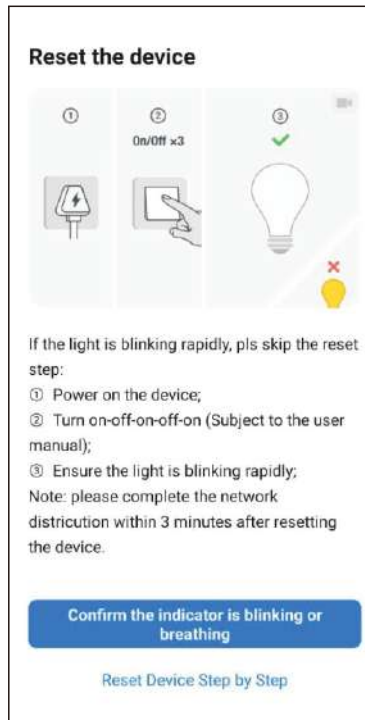 Reset the device
① ② ③
On/Off ×3
If the light is blinking rapidly, pls skip the reset
step:
① Power on the device;
② Turn on-off-on-off-on (Subject to the user
manual);
③ Ensure the light is blinking rapidly;
Note: please complete the network
districution within 3 minutes after resetting
the device.
Confirm the indicator is blinking or
breathing
Reset Device Step by Step